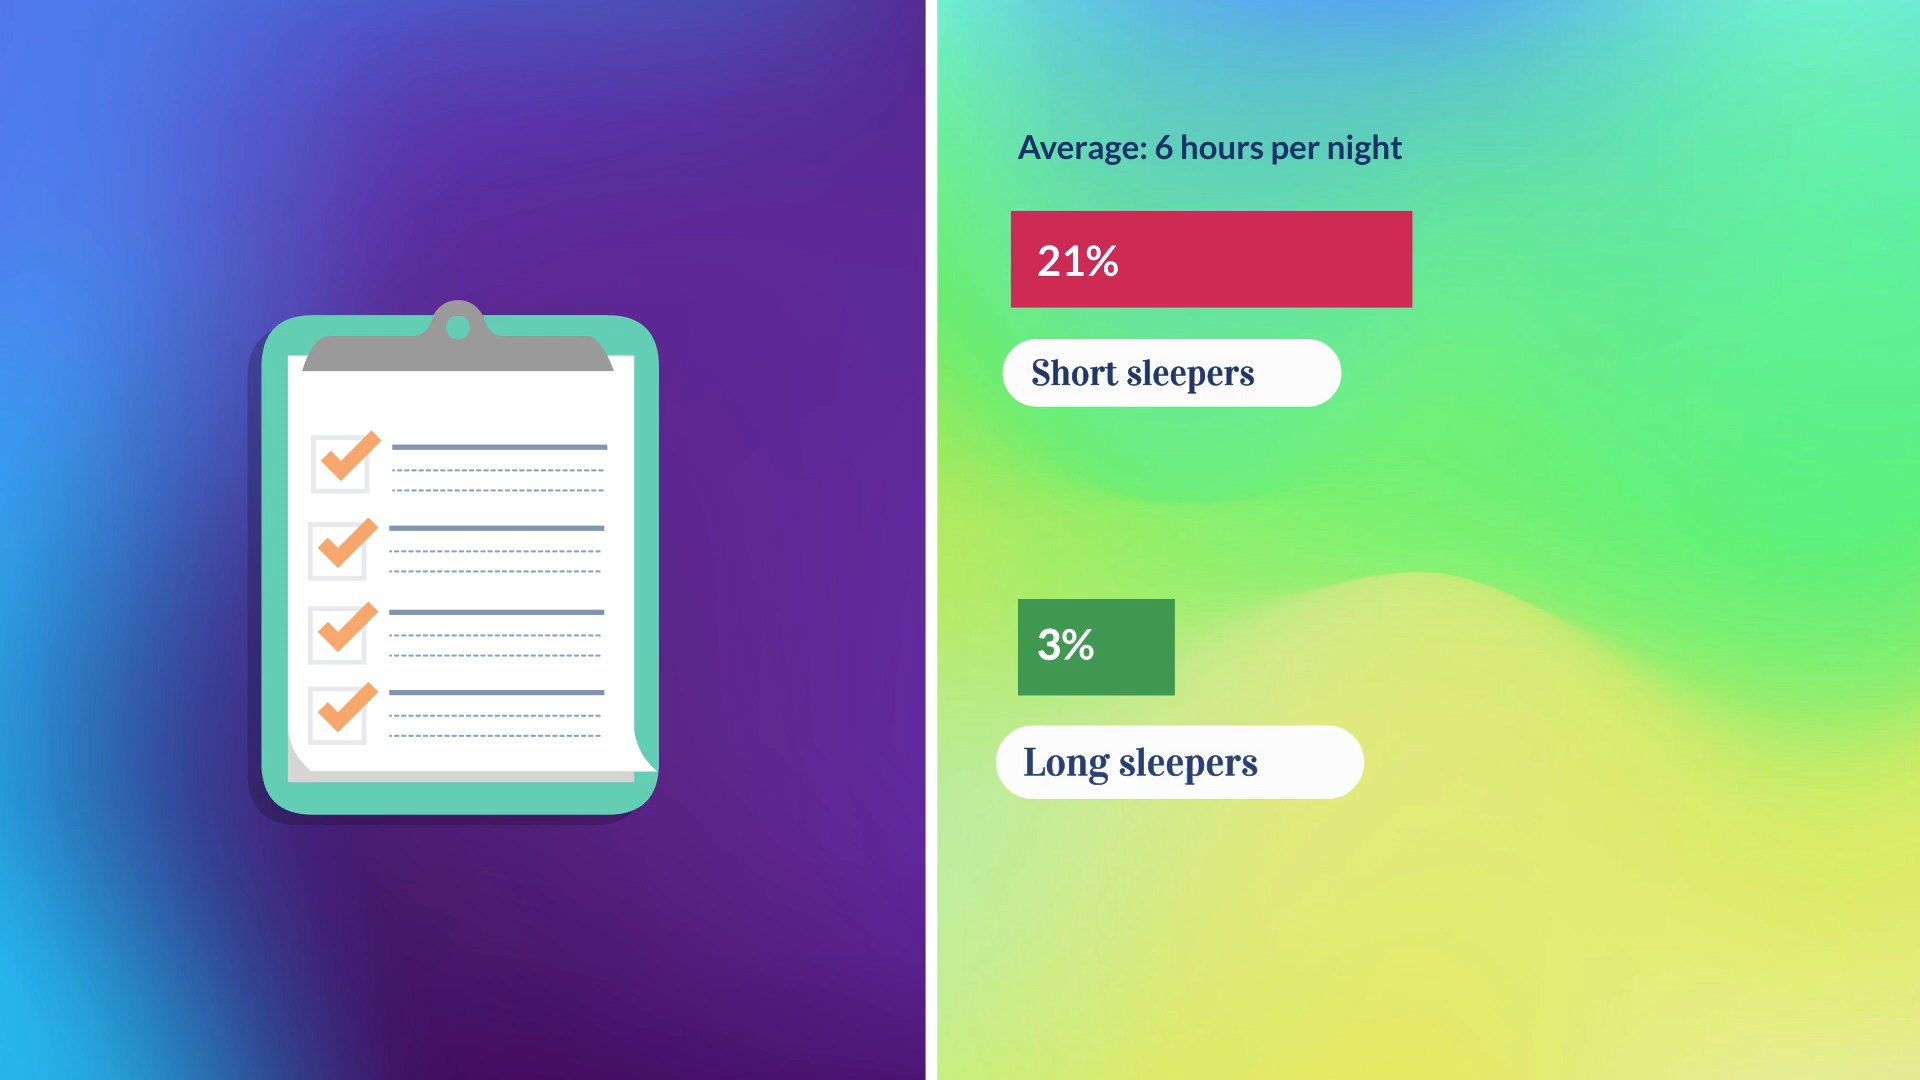 Average: 6 hours per night
21%
Short sleepers
3%
Long sleepers